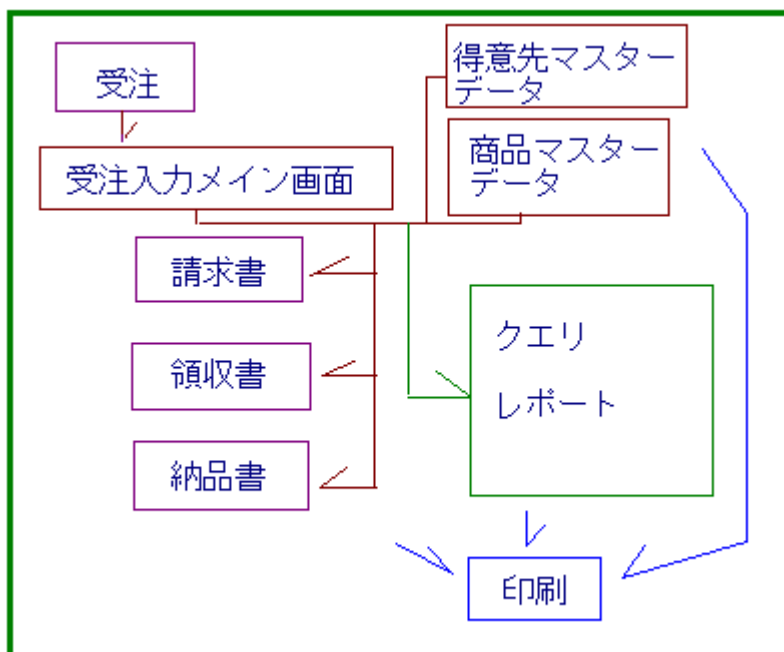 受注
得意先マスター
データ
受注入力メイン画面
商品マスター
データ
請求書
領収書
納品書
クエリ
レポート
印刷